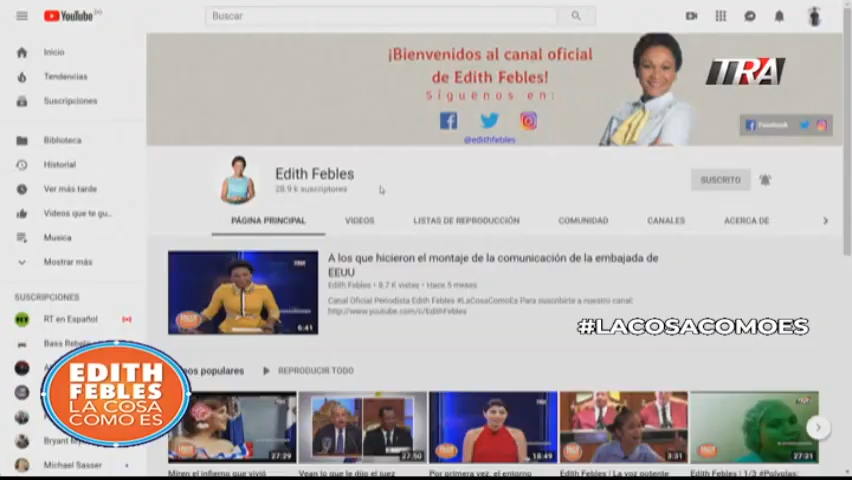 YouTube DO
Buscar
Inicio
Tendencias
Suscripciones
Biblioteca
Historial
Ver más tarde
Videos que te gu...
Musica
Mostrar más
SUSCRIPCIONES
RT en Español
Bass Rebels
Bryant My
Michael Sasser
¡Bienvenidos al canal oficial
de Edith Febles!
Síguenos en:
@edithfebles
TRA
Facebook
Edith Febles
28.9 k suscriptores
SUSCRITO
PÁGINA PRINCIPAL
VIDEOS
LISTAS DE REPRODUCCIÓN
COMUNIDAD
CANALES
ACERCA DE
A los que hicieron el montaje de la comunicación de la embajada de
EEUU
Edith Febles • 8.7 K vistas • Hace 5 meses
Canal Oficial Periodista Edith Febles #LaCosaComoEs Para suscribirte a nuestro canal:
http://www.youtube.com/c/EdithFebles
6:41
#LACOSACOMOES
EDITH
FEBLES
LA COSA
COMO ES
eos populares
REPRODUCIR TODO
27:29
27:50
18:49
3:51
27:21
Miren el infierno que vivió
Vean lo que le dijo el juez
Por primera vez, el entorno
Edith Febles | La voz potente
Edith Febles | 1/3 #Pólvolas: